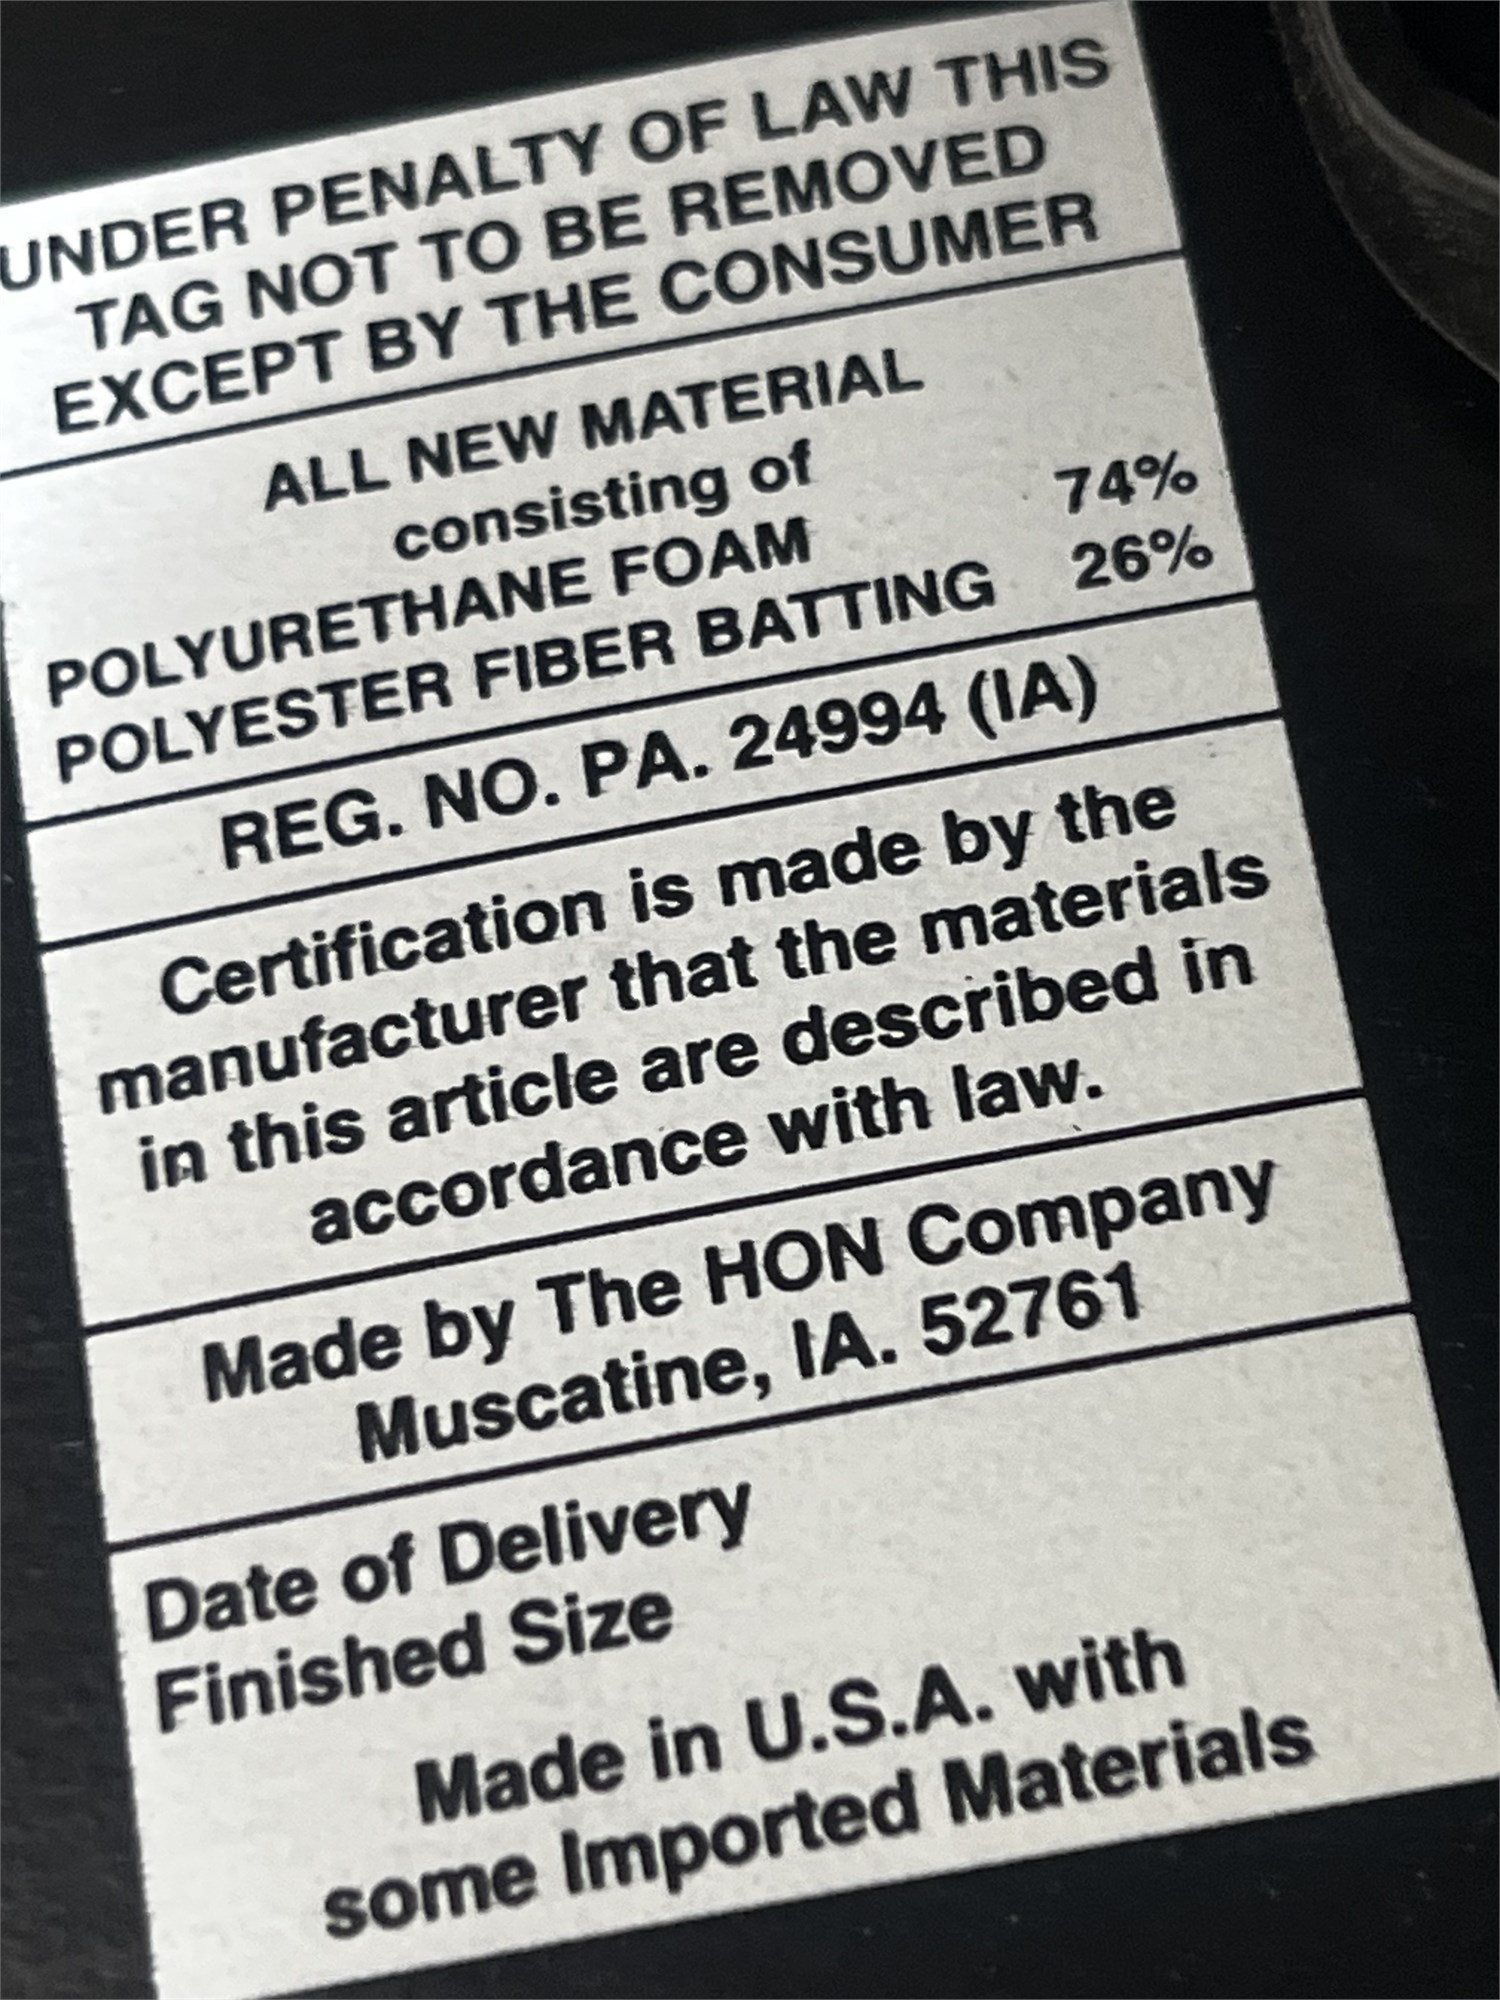 UNDER PENALTY OF LAW THIS
TAG NOT TO BE REMOVED
EXCEPT BY THE CONSUMER
ALL NEW MATERIAL
consisting of
POLYURETHANE FOAM 74%
POLYESTER FIBER BATTING 26%
REG. NO. PA. 24994 (IA)
Certification is made by the
manufacturer that the materials
in this article are described in
accordance with law.
Made by The HON Company
Muscatine, IA. 52761
Date of Delivery
Finished Size
Made in U.S.A. with
some Imported Materials